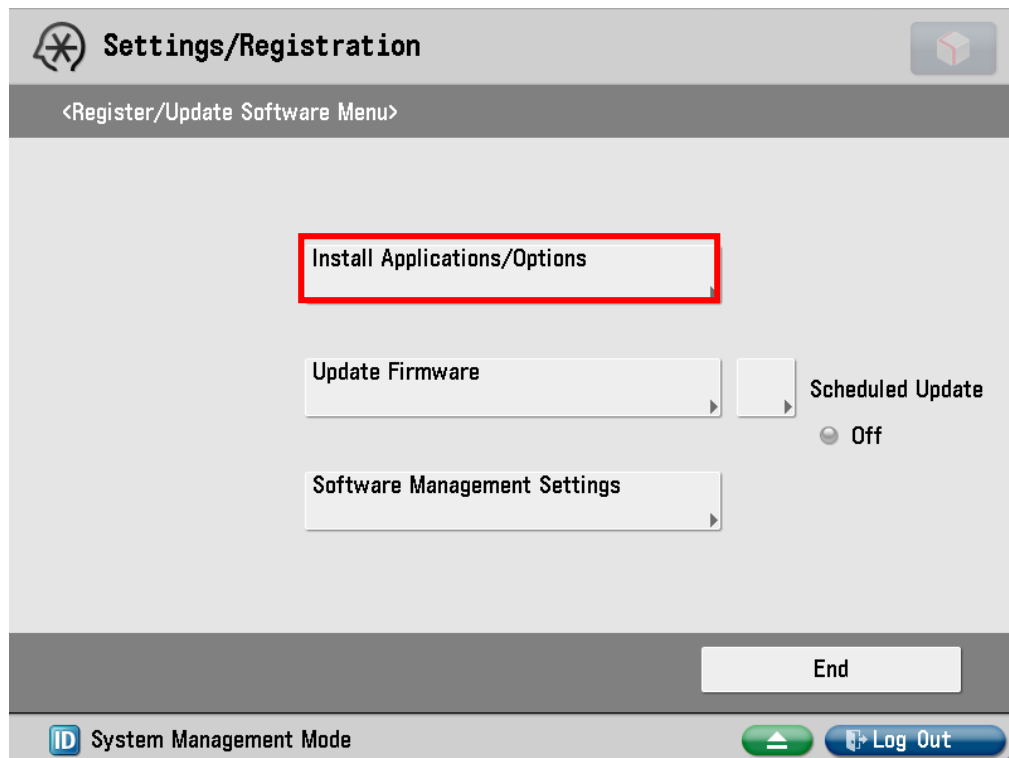 Settings/Registration
<Register/Update Software Menu>
Install Applications/Options
Update Firmware
Scheduled Update
Off
Software Management Settings
End
ID System Management Mode
Log Out